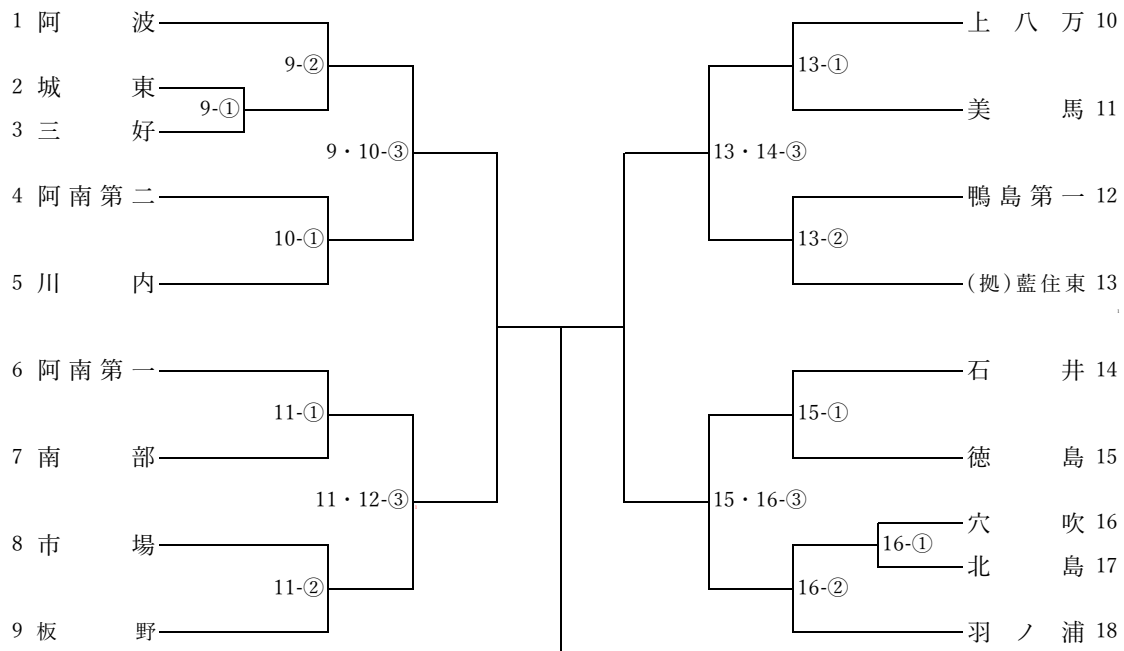 1 阿波
9-②
2 城東
9-①
3 三好
9・10-③
4 阿南第二
10-①
5 川内
6 阿南第一
11-①
7 南部
11・12-③
8 市場
11-②
9 板野
上八万 10
13-①
美馬 11
13・14-③
鴨島第一 12
13-②
(拠)藍住東 13
石井 14
15-①
徳島 15
15・16-③
穴吹 16
16-①
北島 17
16-②
羽ノ浦 18